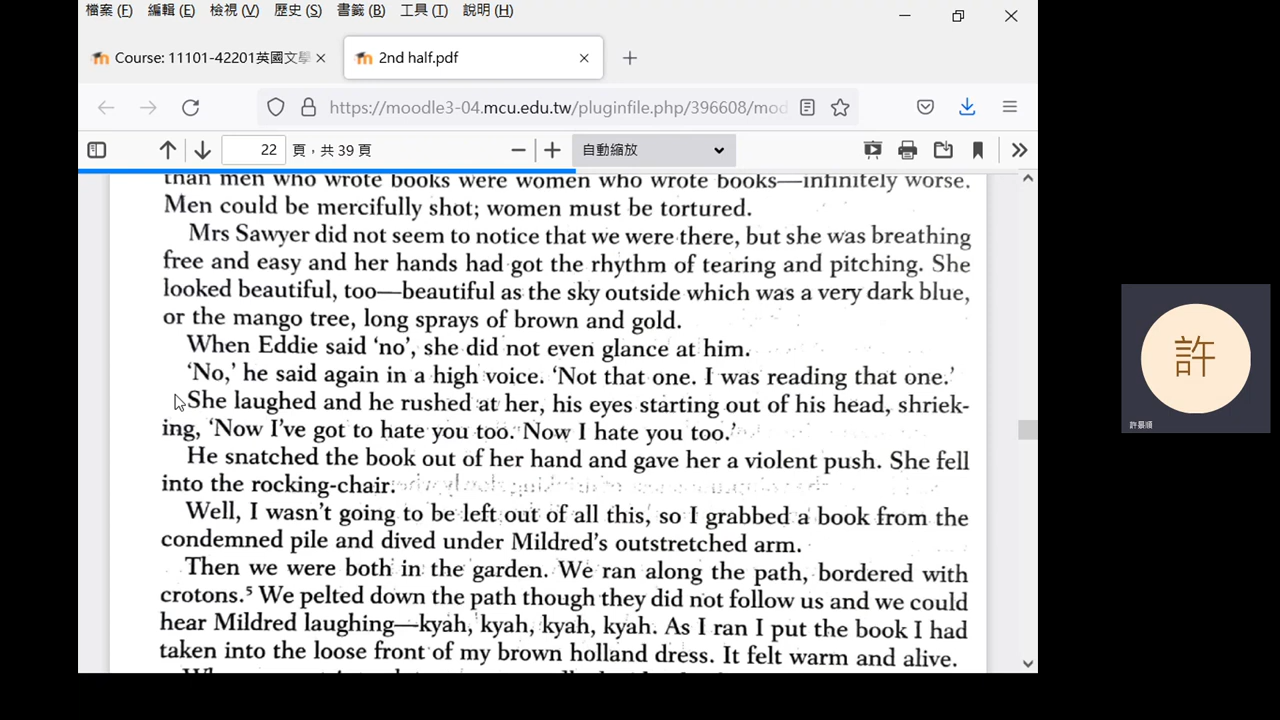 檔案 (F) 編輯 (E) 檢視 (V) 歷史 (S) 書籤 (B) 工具 (T) 說明 (H)
Course: 11101-42201英國文學 2nd half.pdf
https://moodle3-04.mcu.edu.tw/pluginfile.php/396608/mod
22 頁，共 39 頁 自動縮放
than men who wrote books were women who wrote books—infinitely worse.
Men could be mercifully shot; women must be tortured.
Mrs Sawyer did not seem to notice that we were there, but she was breathing
free and easy and her hands had got the rhythm of tearing and pitching. She
looked beautiful, too—beautiful as the sky outside which was a very dark blue,
or the mango tree, long sprays of brown and gold.
When Eddie said ‘no’, she did not even glance at him.
‘No,’ he said again in a high voice. ‘Not that one. I was reading that one.’
She laughed and he rushed at her, his eyes starting out of his head, shriek-
ing, ‘Now I’ve got to hate you too. Now I hate you too.’
He snatched the book out of her hand and gave her a violent push. She fell
into the rocking-chair.
Well, I wasn’t going to be left out of all this, so I grabbed a book from the
condemned pile and dived under Mildred’s outstretched arm.
Then we were both in the garden. We ran along the path, bordered with
crotons.⁵ We pelted down the path though they did not follow us and we could
hear Mildred laughing—kyah, kyah, kyah, kyah. As I ran I put the book I had
taken into the loose front of my brown holland dress. It felt warm and alive.
許
許景順